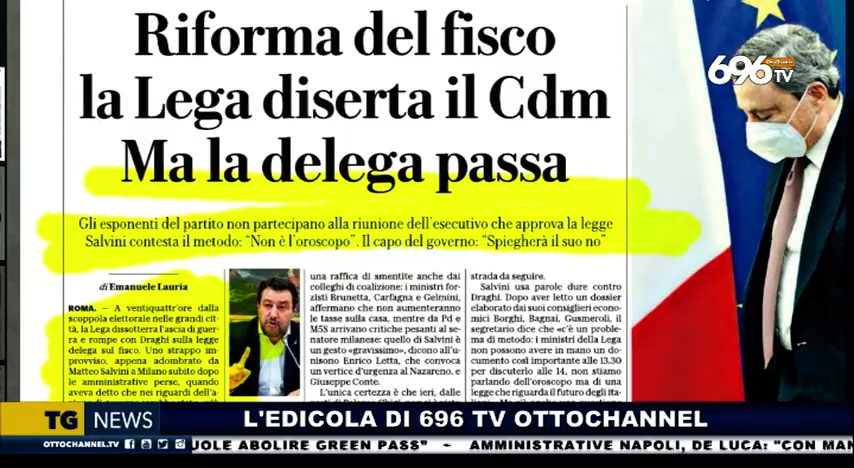 Riforma del fisco
la Lega diserta il Cdm
Ma la delega passa
Gli esponenti del partito non partecipano alla riunione dell'esecutivo che approva la legge
Salvini contesta il metodo: "Non è l'oroscopo". Il capo del governo: "Spiegherà il suo no"
di Emanuele Lauria
ROMA. — A ventiquattr'ore dalla
scoppola elettorale nelle grandi cit-
tà, la Lega dissotterra l'ascia di guer-
ra e rompe con Draghi sulla legge
delega sul fisco. Uno strappo im-
provviso, appena adombrato da
Matteo Salvini a Milano subito dopo
le amministrative perse, quando
aveva detto che nei riguardi dell'a-
una raffica di smentite anche dai
colleghi di coalizione: i ministri for-
zisti Brunetta, Carfagna e Gelmini,
affermano che non aumenteranno
le tasse sulla casa, mentre da Pd e
M5S arrivano critiche pesanti al se-
natore milanese: quello di Salvini è
un gesto «gravissimo», dicono all'u-
nisono Enrico Letta, che convoca
un vertice d'urgenza al Nazareno, e
Giuseppe Conte.
L'unica certezza è che ieri, dalle
strada da seguire.
Salvini usa parole dure contro
Draghi. Dopo aver letto un dossier
elaborato dai suoi consiglieri econo-
mici Borghi, Bagnai, Gusmeroli, il
segretario dice che «c'è un proble-
ma di metodo: i ministri della Lega
non possono avere in mano un do-
cumento così importante alle 13.30
per discuterlo alle 14, non stiamo
parlando dell'oroscopo ma di una
legge che riguarda il futuro degli ita-
696 TV
OttoChannel
TG NEWS
L'EDICOLA DI 696 TV OTTOCHANNEL
OTTOCHANNEL.TV
UOLE ABOLIRE GREEN PASS" – AMMINISTRATIVE NAPOLI, DE LUCA: "CON MAN